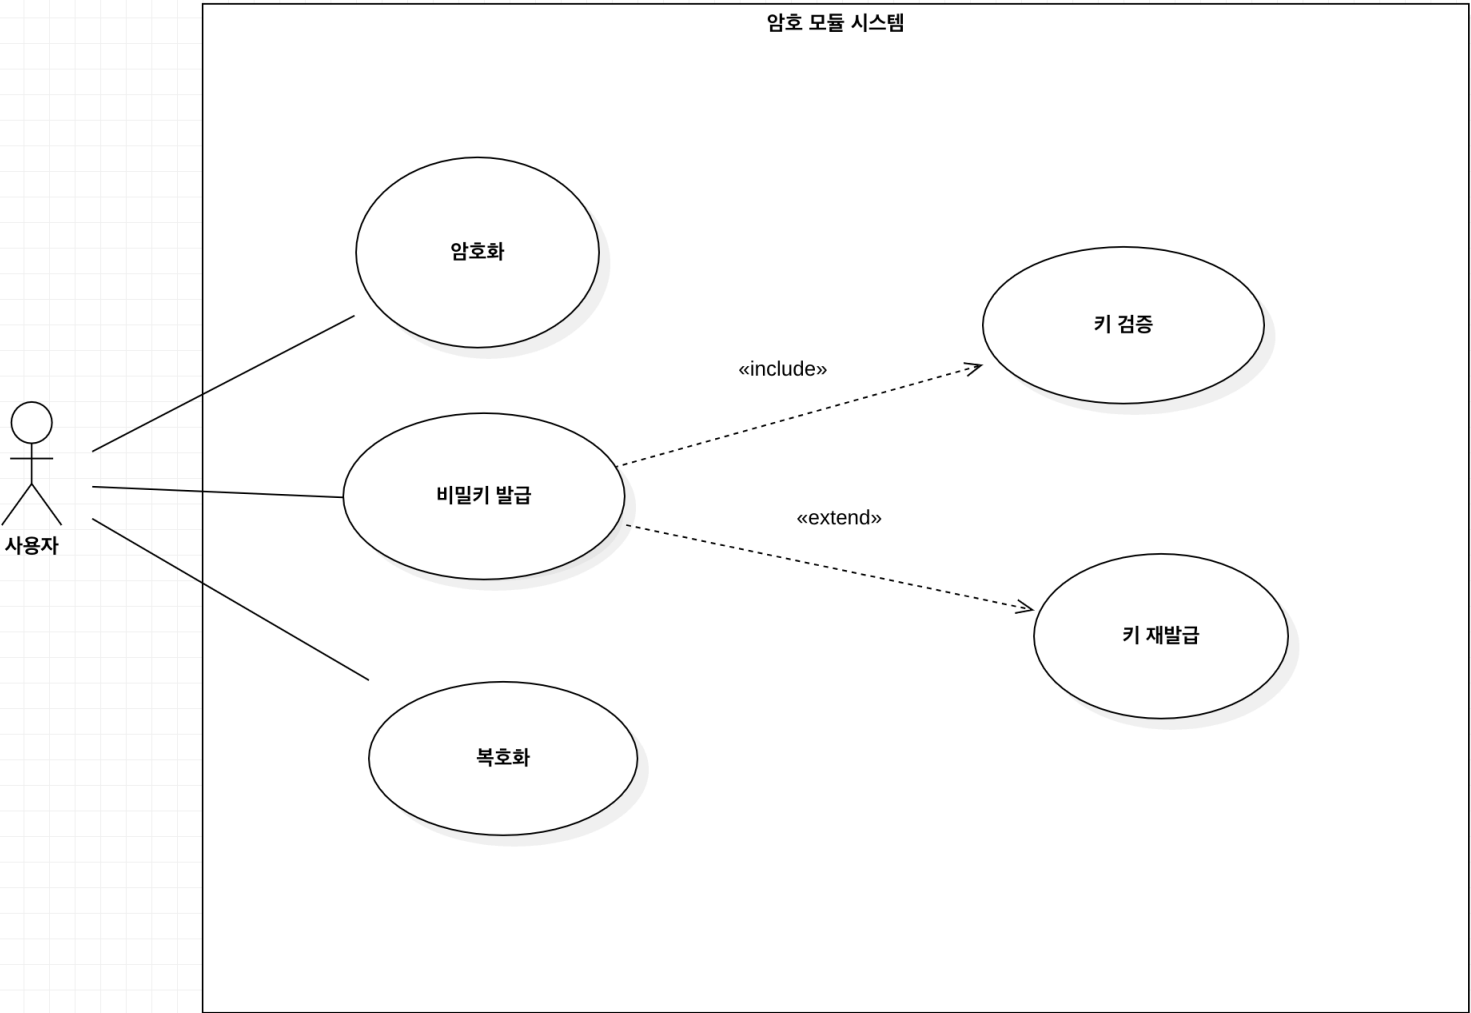 암호 모듈 시스템
암호화
키 검증
«include»
비밀키 발급
«extend»
사용자
키 재발급
복호화